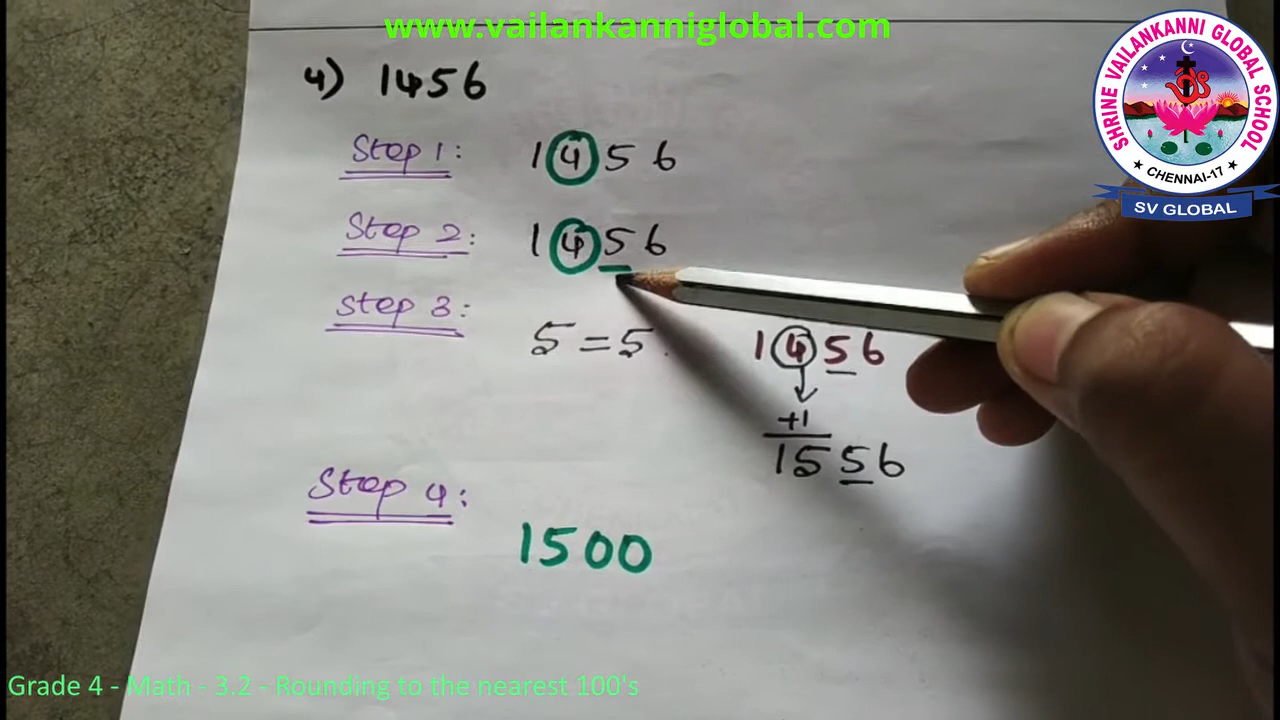 www.vailankanniglobal.com
SHRINE VAILANKANNI GLOBAL SCHOOL
★ CHENNAI-17 ★
SV GLOBAL
4) 1456
Step 1: 1456
Step 2: 1456
Step 3:
5=5.
1456
+1
1556
Step 4:
1500
Grade 4 - Math - 3.2 - Rounding to the nearest 100's